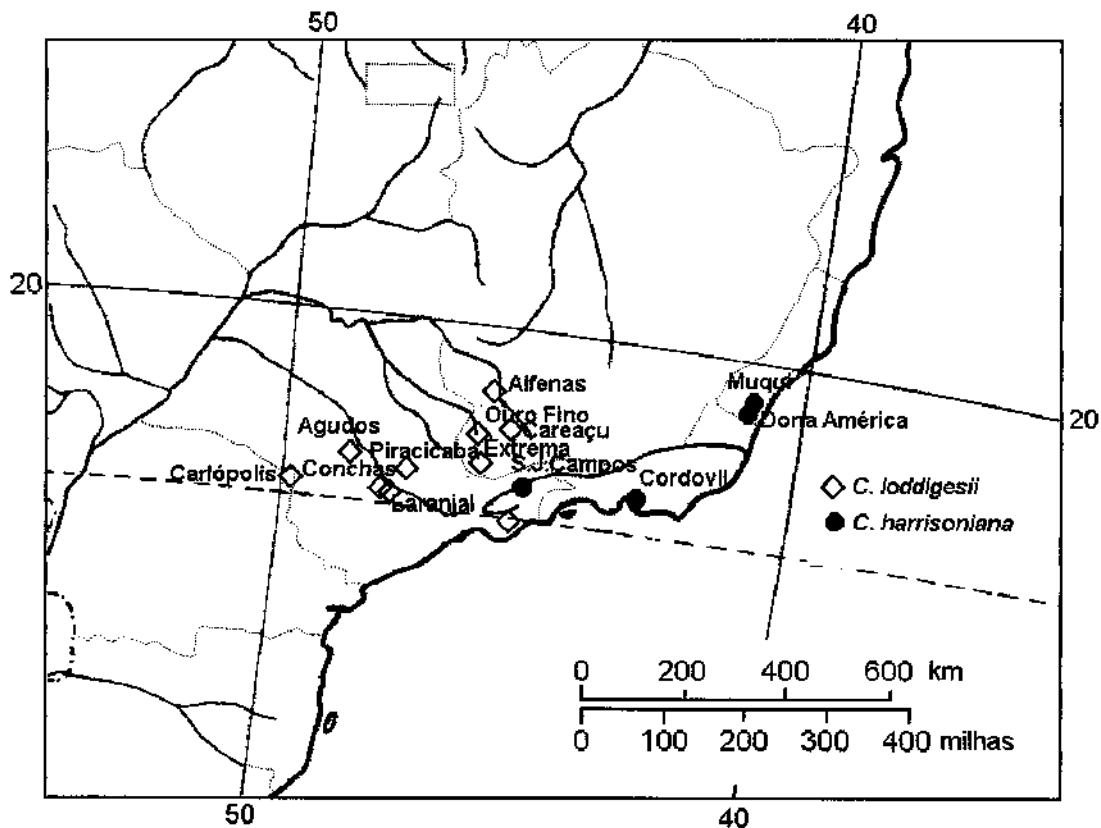 50
40
20
Alfenas
Muqui
Ouro Fino
Careaçu
Dona América
20
Agudos
Piracicaba
Extrema
Carlópolis
Conchas
S.J.Campos
Cordovil
Laranjal
C. loddigesii
C. harrisoniana
0 200 400 600 km
0 100 200 300 400 milhas
50
40